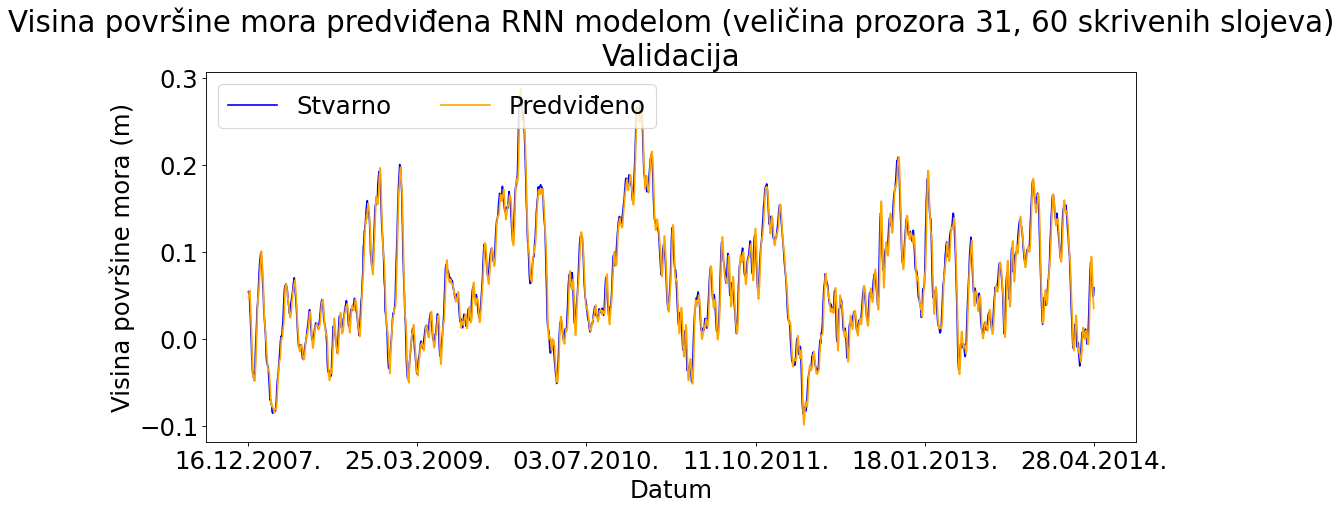 Visina površine mora predviđena RNN modelom (veličina prozora 31, 60 skrivenih slojeva)
Validacija
Stvarno Predviđeno
Visina površine mora (m)
0.3
0.2
0.1
0.0
−0.1
16.12.2007. 25.03.2009. 03.07.2010. 11.10.2011. 18.01.2013. 28.04.2014.
Datum